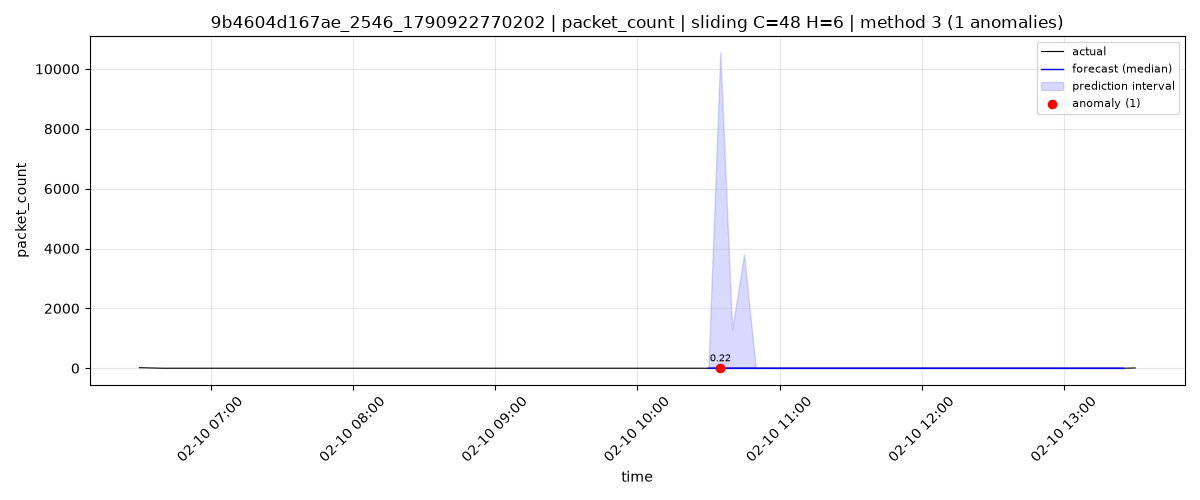 9b4604d167ae_2546_1790922770202 | packet_count | sliding C=48 H=6 | method 3 (1 anomalies)
actual
forecast (median)
prediction interval
anomaly (1)
packet_count
10000
8000
6000
4000
2000
0
0.22
02-10 07:00
02-10 08:00
02-10 09:00
02-10 10:00
02-10 11:00
02-10 12:00
02-10 13:00
time